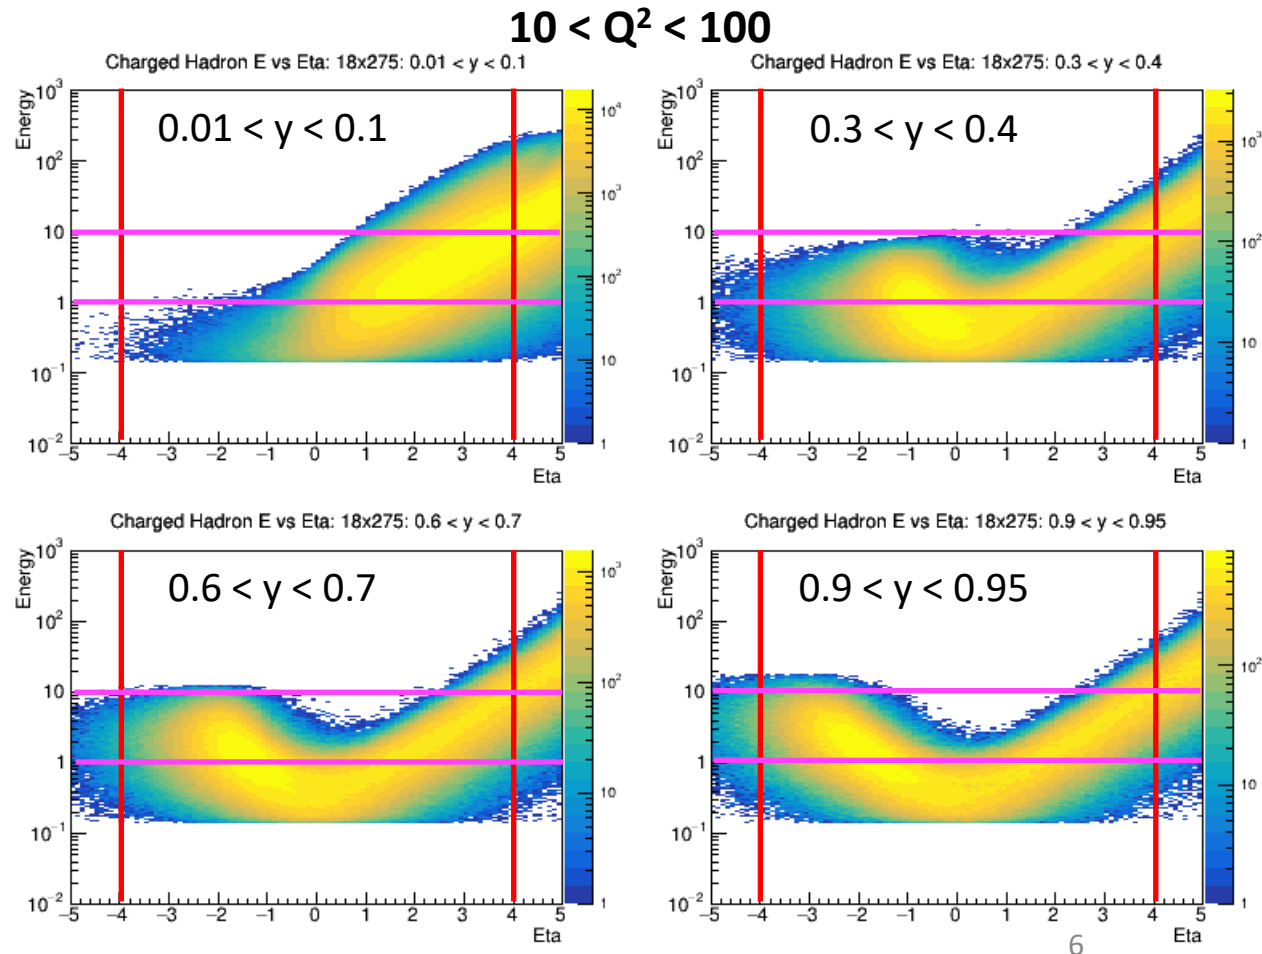 10 < Q² < 100
Charged Hadron E vs Eta: 18x275: 0.01 < y < 0.1
Energy
0.01 < y < 0.1
10³
10²
10
1
10⁻¹
10⁻²
−5 −4 −3 −2 −1 0 1 2 3 4 5
Eta
10⁴
10³
10²
10
1
Charged Hadron E vs Eta: 18x275: 0.3 < y < 0.4
Energy
0.3 < y < 0.4
10³
10²
10
1
10⁻¹
10⁻²
−5 −4 −3 −2 −1 0 1 2 3 4 5
Eta
10³
10²
10
1
Charged Hadron E vs Eta: 18x275: 0.6 < y < 0.7
Energy
0.6 < y < 0.7
10³
10²
10
1
10⁻¹
10⁻²
−5 −4 −3 −2 −1 0 1 2 3 4 5
Eta
10³
10²
10
1
Charged Hadron E vs Eta: 18x275: 0.9 < y < 0.95
Energy
0.9 < y < 0.95
10³
10²
10
1
10⁻¹
10⁻²
−5 −4 −3 −2 −1 0 1 2 3 4 5
Eta
10²
10
1
6